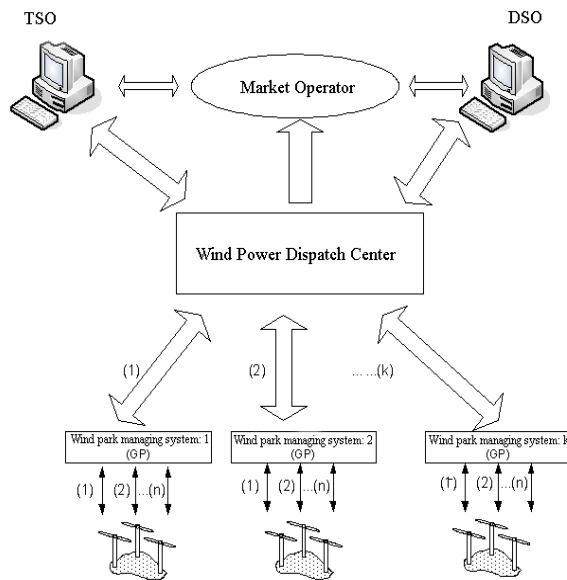 TSO
DSO
Market Operator
Wind Power Dispatch Center
(1)
(2)
... ...(k)
Wind park managing system: 1
(GP)
Wind park managing system: 2
(GP)
Wind park managing system: k
(GP)
(1) (2) ...(n)
(1) (2) ...(n)
(2) ...(n)